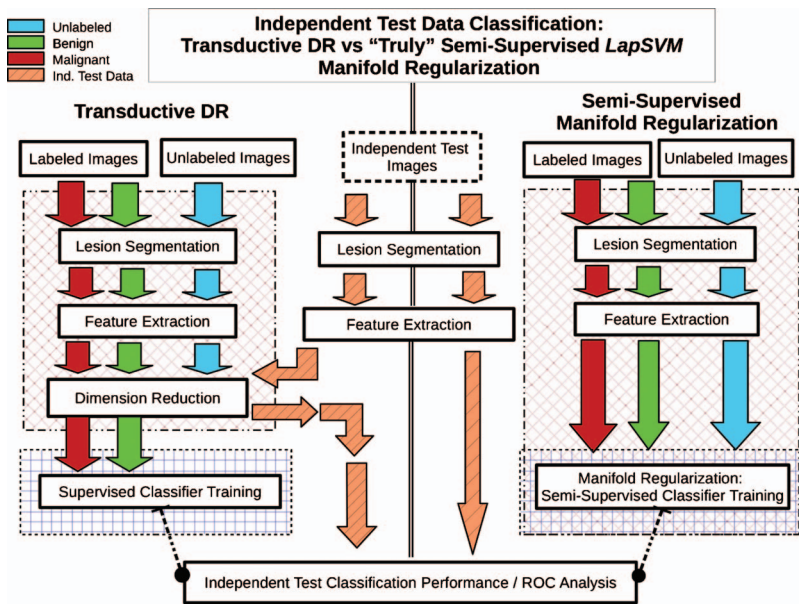 Unlabeled
Benign
Malignant
Ind. Test Data
Independent Test Data Classification:
Transductive DR vs “Truly” Semi-Supervised LapSVM
Manifold Regularization
Transductive DR
Labeled Images
Unlabeled Images
Lesion Segmentation
Feature Extraction
Dimension Reduction
Supervised Classifier Training
Independent Test
Images
Lesion Segmentation
Feature Extraction
Semi-Supervised
Manifold Regularization
Labeled Images
Unlabeled Images
Lesion Segmentation
Feature Extraction
Manifold Regularization:
Semi-Supervised Classifier Training
Independent Test Classification Performance / ROC Analysis